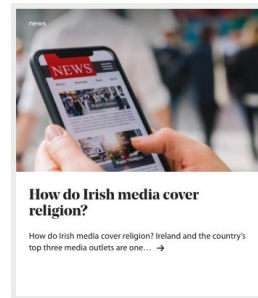 news
NEWS
How do Irish media cover
religion?
How do Irish media cover religion? Ireland and the country's
top three media outlets are one… →